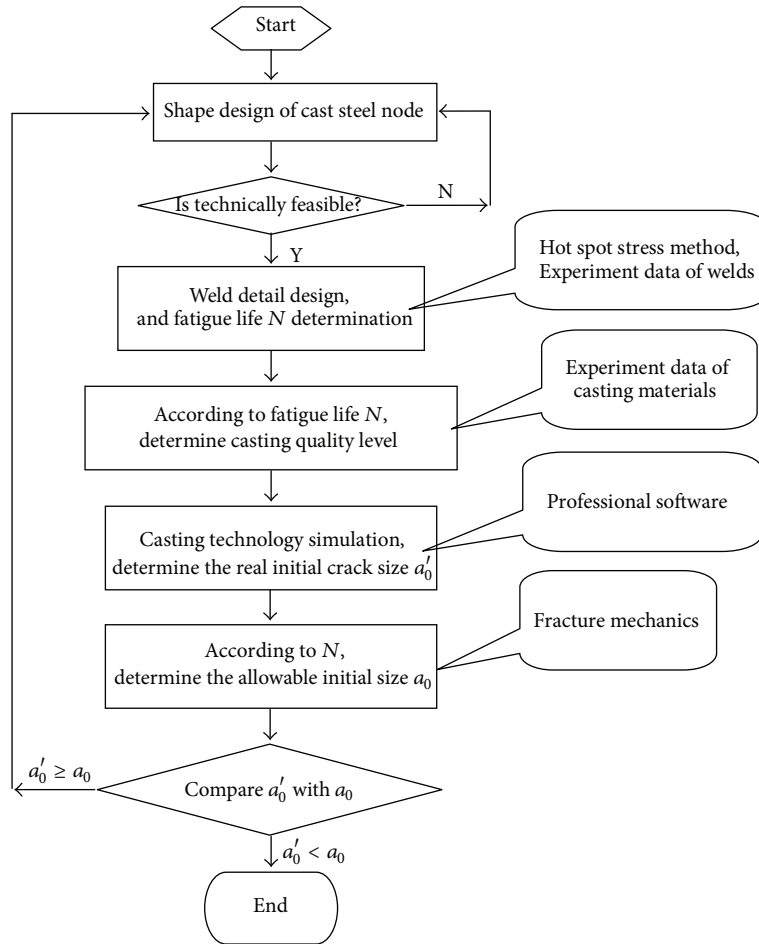 Start
Shape design of cast steel node
Is technically feasible?
N
Y
Hot spot stress method,
Experiment data of welds
Weld detail design,
and fatigue life N determination
Experiment data of
casting materials
According to fatigue life N,
determine casting quality level
Professional software
Casting technology simulation,
determine the real initial crack size a′₀
Fracture mechanics
According to N,
determine the allowable initial size a₀
a′₀ ≥ a₀
Compare a′₀ with a₀
a′₀ < a₀
End